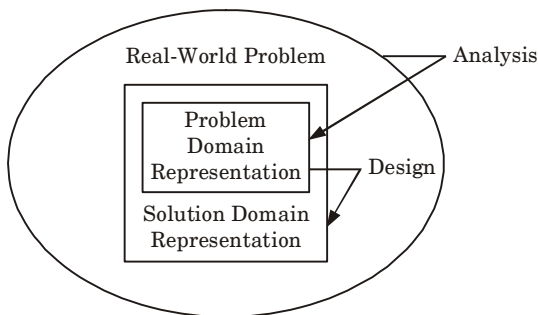 Real-World Problem
Analysis
Problem
Domain
Representation
Design
Solution Domain
Representation